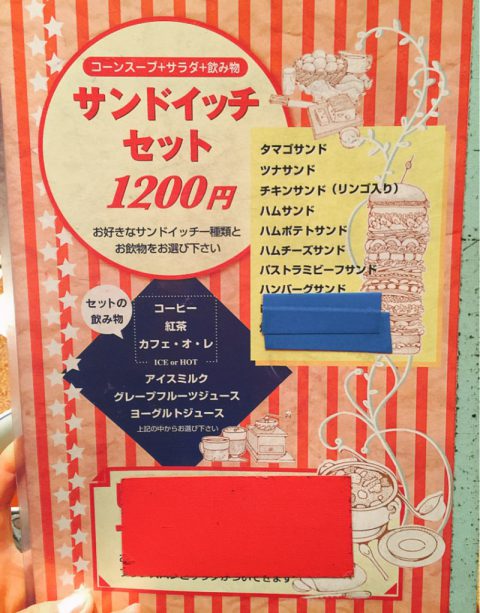 コーンスープ+サラダ+飲み物
サンドイッチ
セット
1200円
お好きなサンドイッチ一種類と
お飲物をお選び下さい
タマゴサンド
ツナサンド
チキンサンド（リンゴ入り）
ハムサンド
ハムポテトサンド
ハムチーズサンド
パストラミビーフサンド
ハンバーグサンド
セットの
飲み物
コーヒー
紅茶
カフェ・オ・レ
ICE or HOT
アイスミルク
グレープフルーツジュース
ヨーグルトジュース
上記の中からお選び下さい